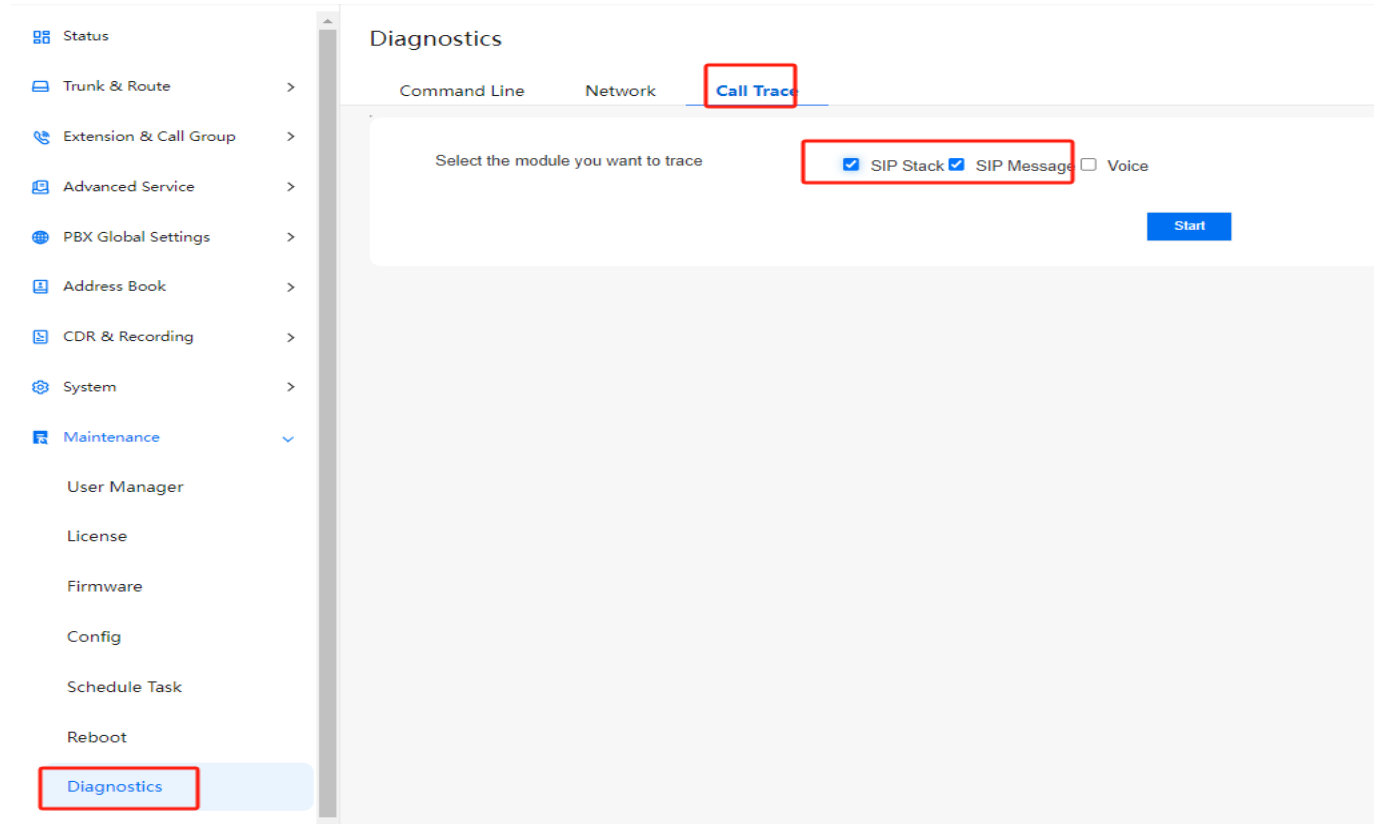 Status
Trunk & Route
Extension & Call Group
Advanced Service
PBX Global Settings
Address Book
CDR & Recording
System
Maintenance
User Manager
License
Firmware
Config
Schedule Task
Reboot
Diagnostics
Diagnostics
Command Line Network Call Trace
Select the module you want to trace SIP Stack SIP Message Voice
Start